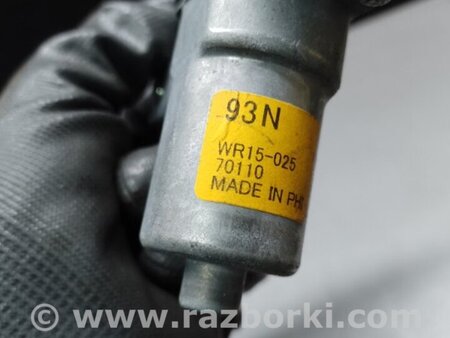 93N
WR15-025
70110
MADE IN PH
© www.razborki.com